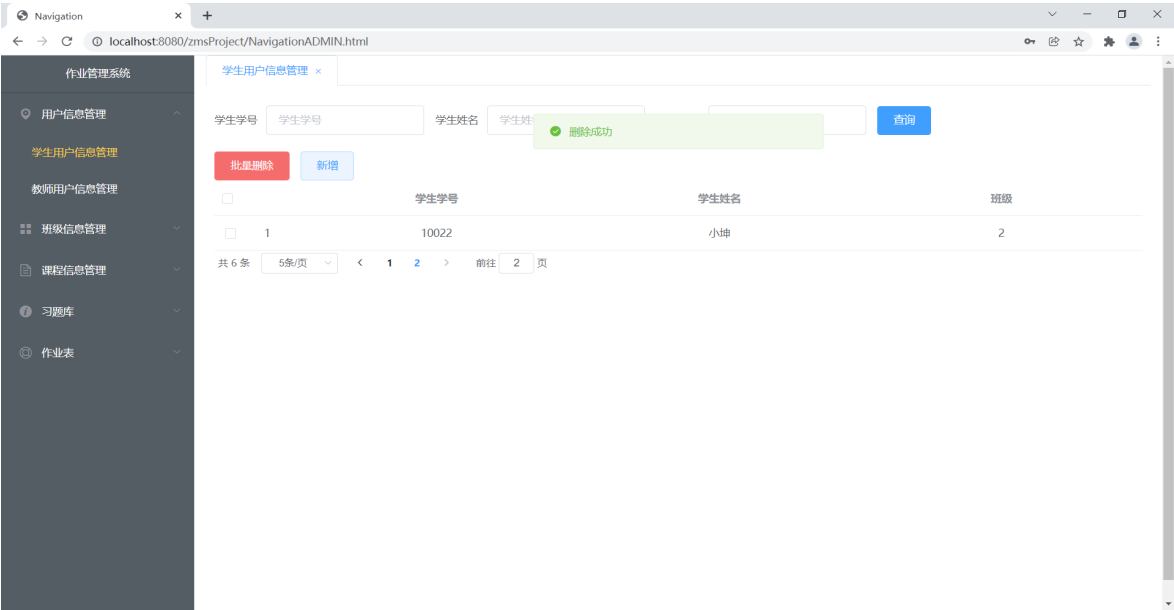 Navigation
localhost:8080/zmsProject/NavigationADMIN.html
作业管理系统
学生用户信息管理
用户信息管理
学生用户信息管理
教师用户信息管理
班级信息管理
课程信息管理
习题库
作业表
学生学号 学生学号 学生姓名 学生姓 查询
删除成功
批量删除 新增
学生学号 学生姓名 班级
1 10022 小坤 2
共 6 条 5条/页 1 2 前往 2 页